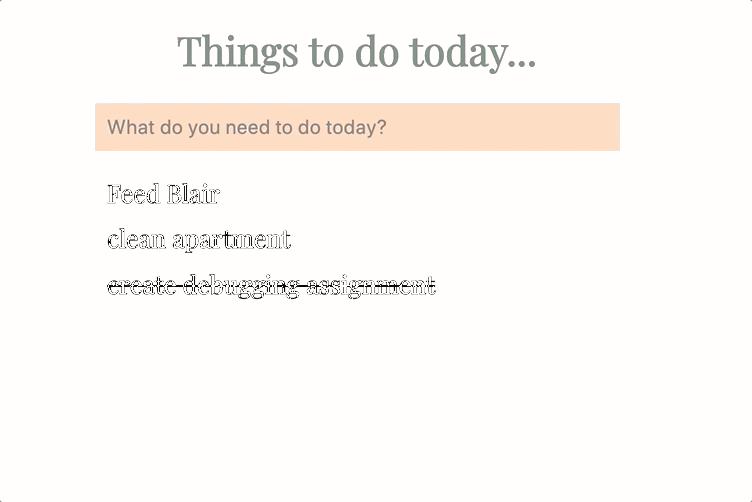 Things to do today...
What do you need to do today?
Feed Blair
clean apartment
create debugging assignment